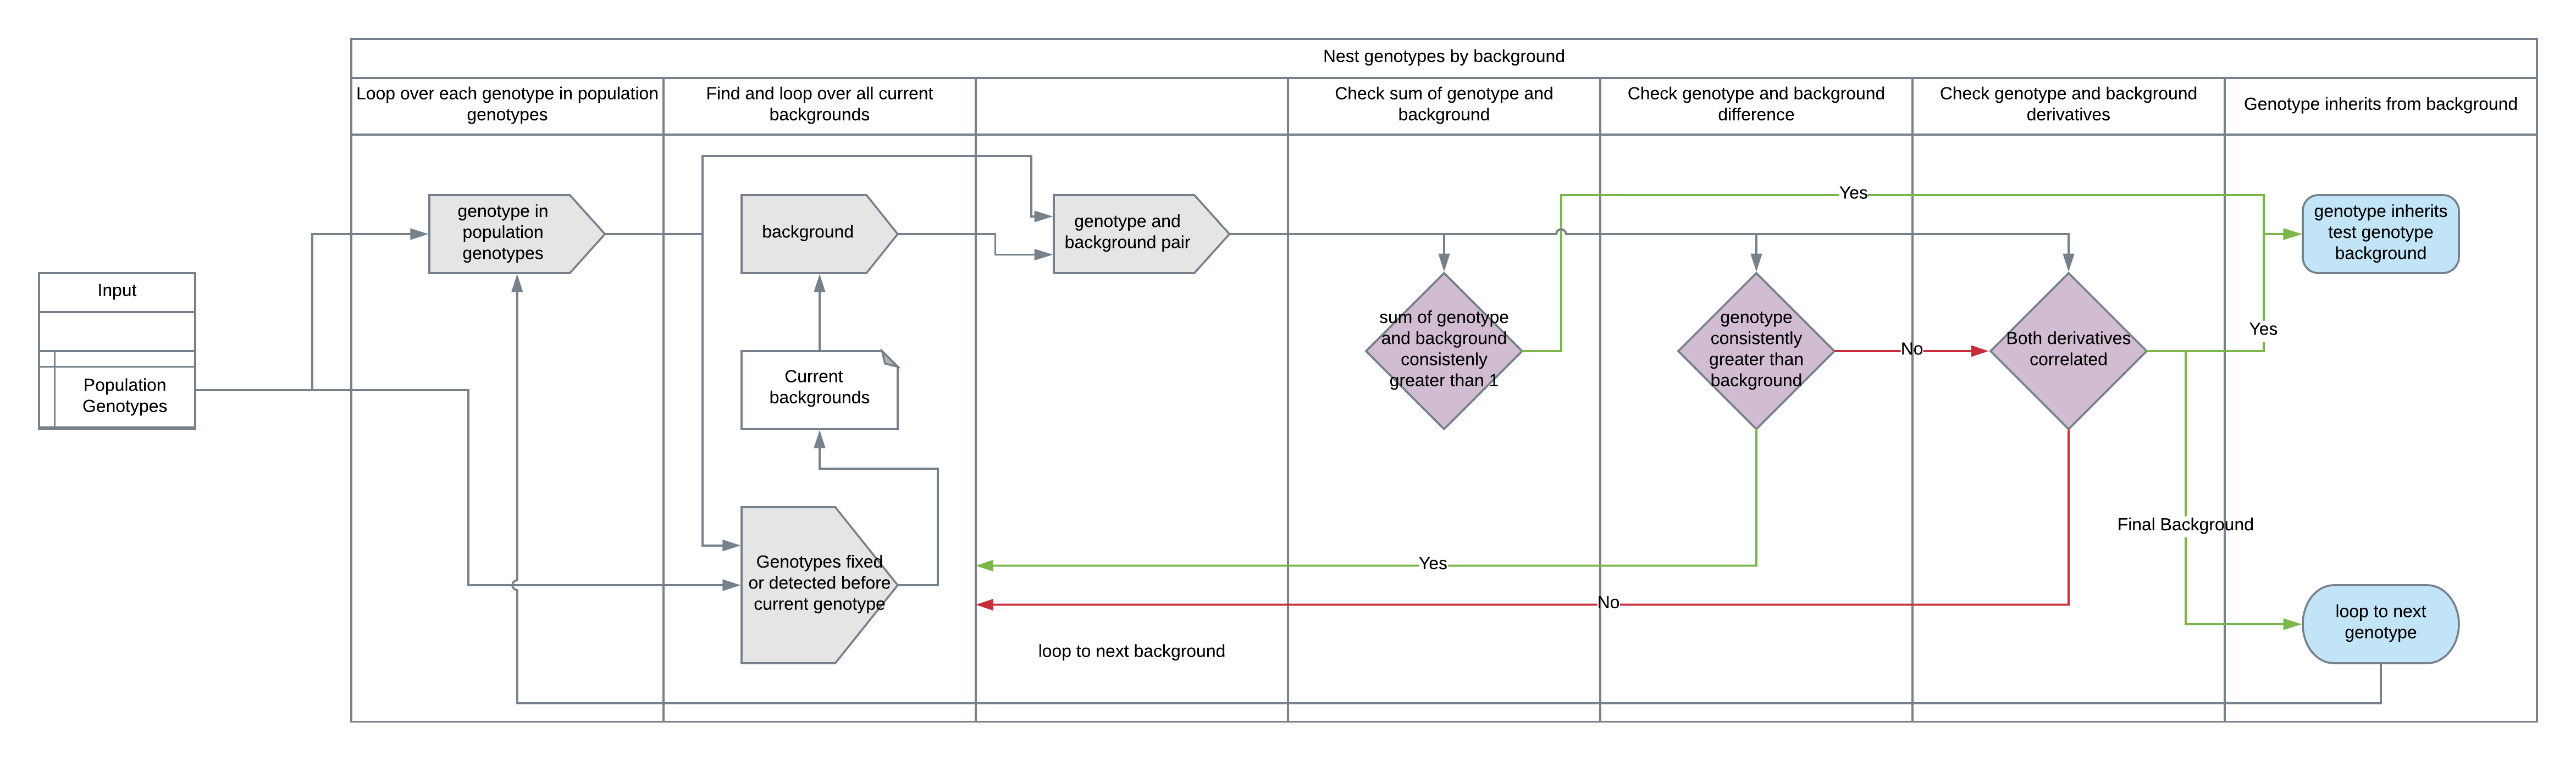 Nest genotypes by background
Loop over each genotype in population
genotypes
Find and loop over all current
backgrounds
Check sum of genotype and
background
Check genotype and background
difference
Check genotype and background
derivatives
Genotype inherits from background
Input
Population
Genotypes
genotype in
population
genotypes
background
Current
backgrounds
Genotypes fixed
or detected before
current genotype
genotype and
background pair
loop to next background
sum of genotype
and background
consistenly
greater than 1
Yes
genotype
consistently
greater than
background
No
Yes
Both derivatives
correlated
No
Yes
Final Background
genotype inherits
test genotype
background
loop to next
genotype